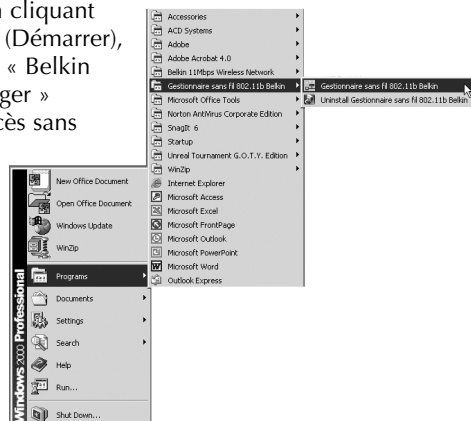 n cliquant
(Démarrer),
« Belkin
ger »
cès sans
Accessories
ACD Systems
Adobe
Adobe Acrobat 4.0
Belkin 11Mbps Wireless Network
Gestionnaire sans fil 802.11b Belkin
Microsoft Office Tools
Norton AntiVirus Corporate Edition
SnagIt 6
Startup
Unreal Tournament G.O.T.Y. Edition
WinZip
Internet Explorer
Microsoft Access
Microsoft Excel
Microsoft FrontPage
Microsoft Outlook
Microsoft PowerPoint
Microsoft Word
Outlook Express
Gestionnaire sans fil 802.11b Belkin
Uninstall Gestionnaire sans fil 802.11b Belkin
New Office Document
Open Office Document
Windows Update
WinZip
Programs
Documents
Settings
Search
Help
Run...
Shut Down...
Windows 2000 Professional